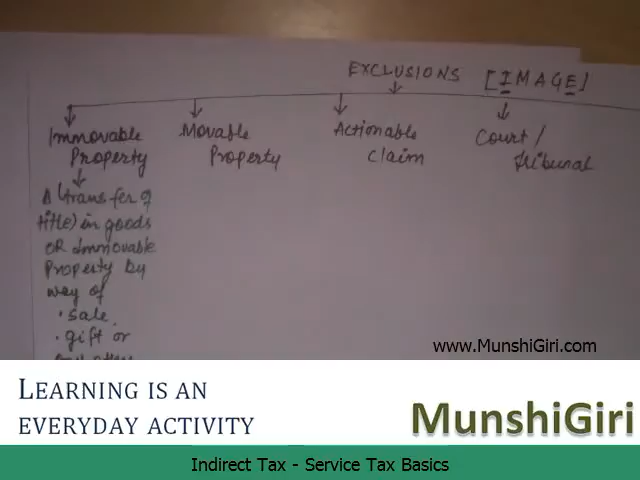 EXCLUSIONS [IMAGE]
Immovable Property
Movable Property
Actionable claim
Court / Tribunal
A (transfer of
title) in goods
OR Immovable
Property by
way of
• sale.
• gift or
any other
www.MunshiGiri.com
LEARNING IS AN
EVERYDAY ACTIVITY
MunshiGiri
Indirect Tax - Service Tax Basics